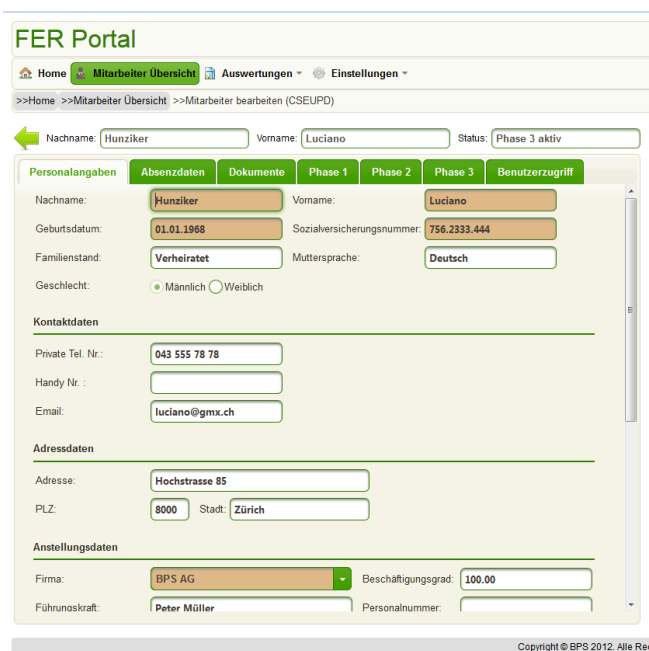 FER Portal
Home Mitarbeiter Übersicht Auswertungen Einstellungen
>>Home >>Mitarbeiter Übersicht >>Mitarbeiter bearbeiten (CSEUPD)
Nachname: Hunziker Vorname: Luciano Status: Phase 3 aktiv
Personalangaben Absenzdaten Dokumente Phase 1 Phase 2 Phase 3 Benutzerzugriff
Nachname: Hunziker Vorname: Luciano
Geburtsdatum: 01.01.1968 Sozialversicherungsnummer: 756.2333.444
Familienstand: Verheiratet Muttersprache: Deutsch
Geschlecht: Männlich Weiblich
Kontaktdaten
Private Tel. Nr.: 043 555 78 78
Handy Nr. :
Email: luciano@gmx.ch
Adressdaten
Adresse: Hochstrasse 85
PLZ: 8000 Stadt: Zürich
Anstellungsdaten
Firma: BPS AG Beschäftigungsgrad: 100.00
Führungskraft: Peter Müller Personalnummer:
Copyright © BPS 2012. Alle Rec